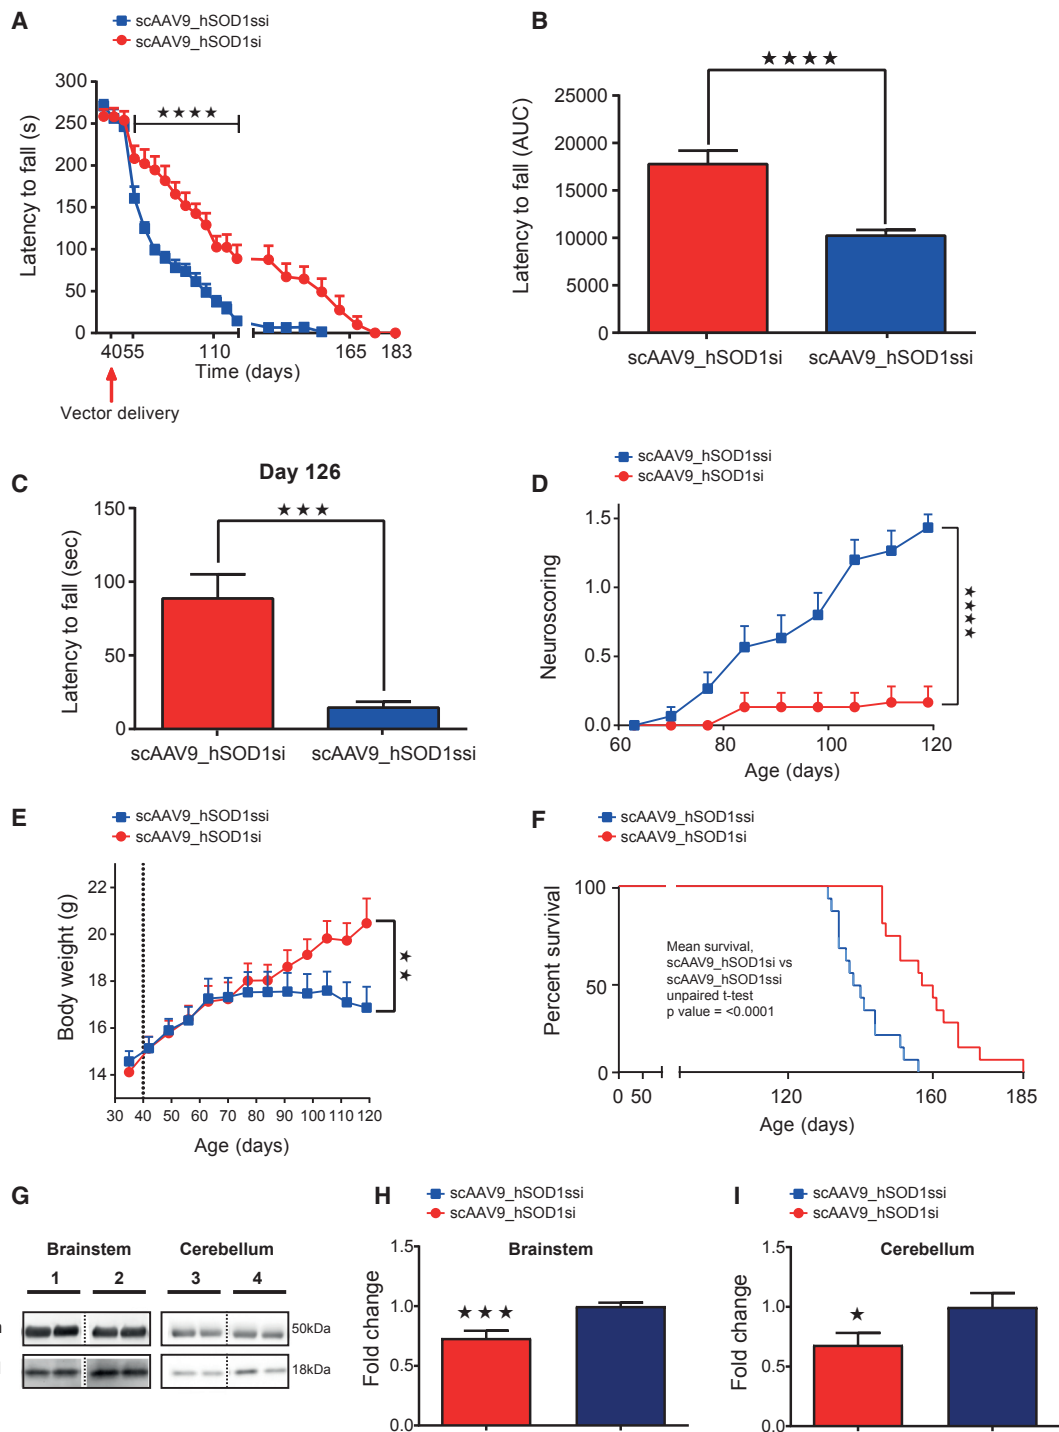 A
scAAV9_hSOD1ssi
scAAV9_hSOD1si
Latency to fall (s)
300
250
200
150
100
50
0
★★★★
4055
110
165
183
Time (days)
Vector delivery
B
★★★★
Latency to fall (AUC)
25000
20000
15000
10000
5000
0
scAAV9_hSOD1si
scAAV9_hSOD1ssi
C
Day 126
★★★
Latency to fall (sec)
150
100
50
0
scAAV9_hSOD1si
scAAV9_hSOD1ssi
D
scAAV9_hSOD1ssi
scAAV9_hSOD1si
Neuroscoring
1.5
1.0
0.5
0.0
60
80
100
120
Age (days)
★★★★
E
scAAV9_hSOD1ssi
scAAV9_hSOD1si
Body weight (g)
22
20
18
16
14
30 40 50 60 70 80 90 100 110 120
Age (days)
★★
F
scAAV9_hSOD1ssi
scAAV9_hSOD1si
Percent survival
100
50
0
Mean survival,
scAAV9_hSOD1si vs
scAAV9_hSOD1ssi
unpaired t-test
p value = <0.0001
0 50
120
160
185
Age (days)
G
Brainstem
Cerebellum
1
2
3
4
50kDa
18kDa
H
scAAV9_hSOD1ssi
scAAV9_hSOD1si
Brainstem
Fold change
1.5
1.0
0.5
0.0
★★★
I
scAAV9_hSOD1ssi
scAAV9_hSOD1si
Cerebellum
Fold change
1.5
1.0
0.5
0.0
★